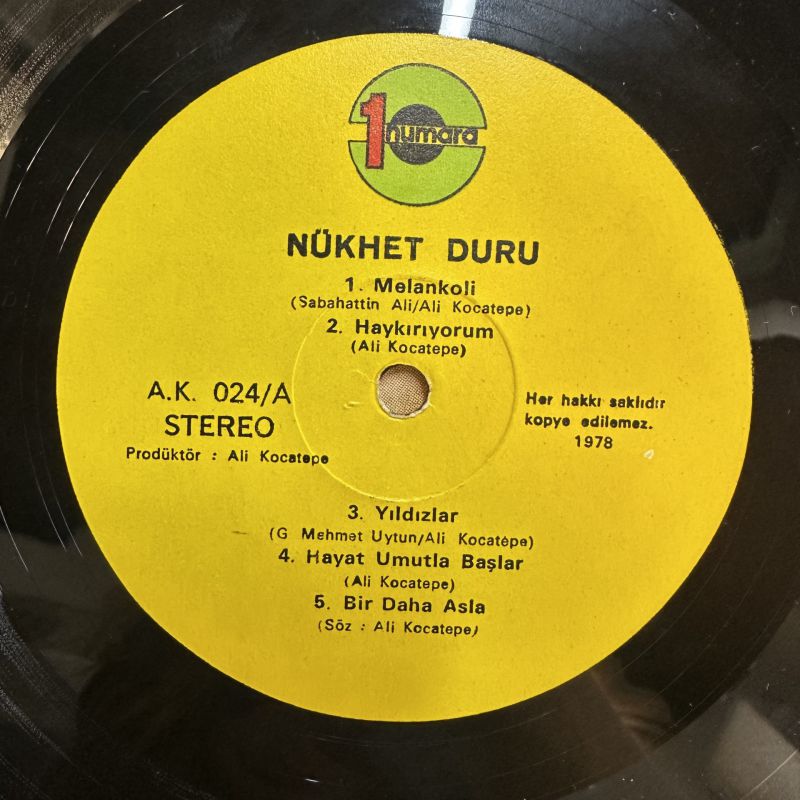 1 numara
NÜKHET DURU
1. Melankoli
(Sabahattin Ali/Ali Kocatepe)
2. Haykırıyorum
(Ali Kocatepe)
A.K. 024/A
STEREO
Prodüktör : Ali Kocatepe
Her hakkı saklıdır
kopye edilemez.
1978
3. Yıldızlar
(G Mehmet Uytun/Ali Kocatepe)
4. Hayat Umutla Başlar
(Ali Kocatepe)
5. Bir Daha Asla
(Söz : Ali Kocatepe)